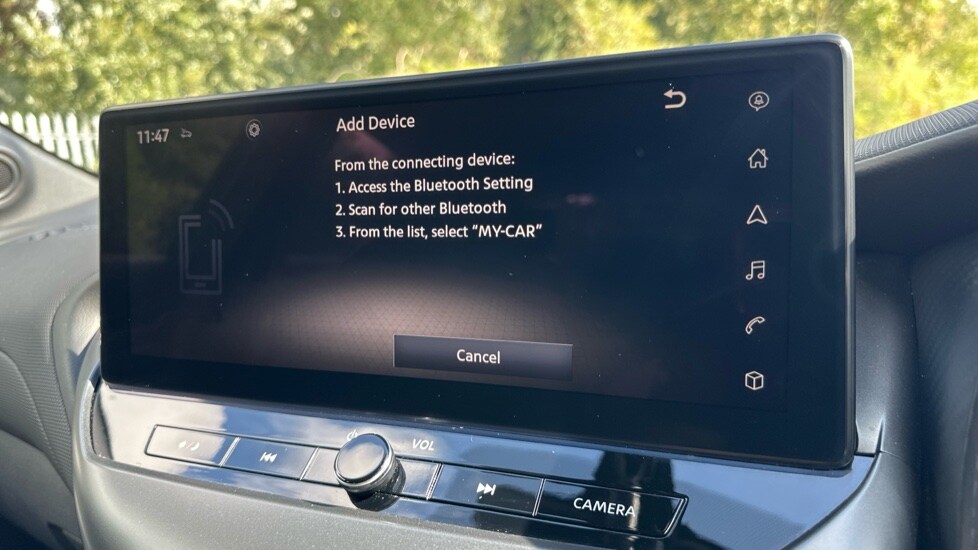 11:47
Add Device
From the connecting device:
1. Access the Bluetooth Setting
2. Scan for other Bluetooth
3. From the list, select “MY-CAR”
Cancel
VOL
CAMERA